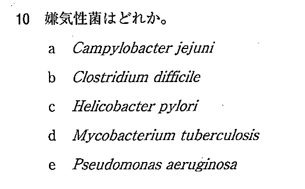 10 嫌気性菌はどれか。
a Campylobacter jejuni
b Clostridium difficile
c Helicobacter pylori
d Mycobacterium tuberculosis
e Pseudomonas aeruginosa